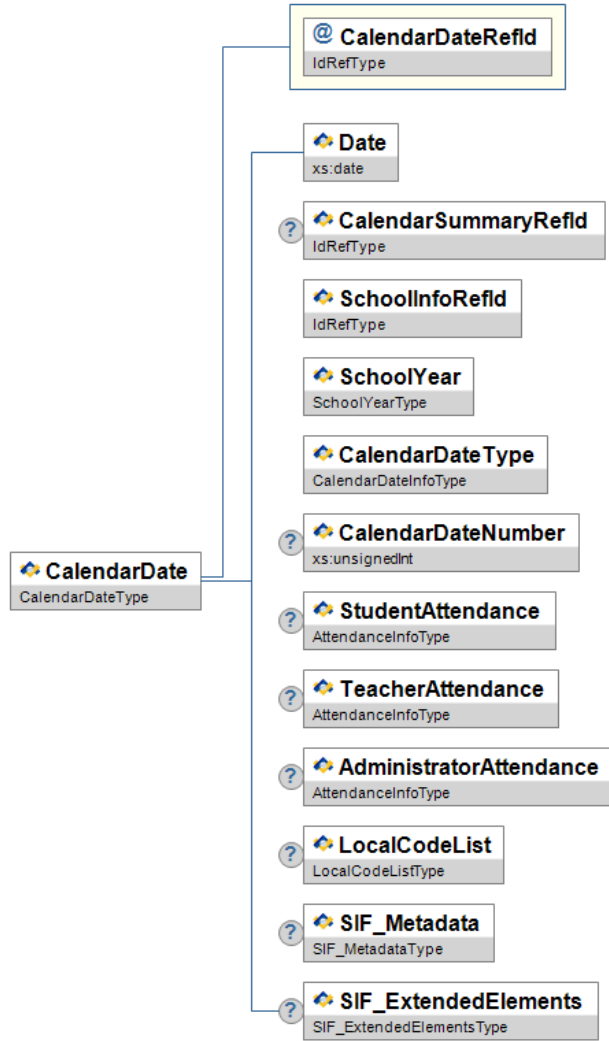 @ CalendarDateRefId
IdRefType
Date
xs:date
? CalendarSummaryRefId
IdRefType
SchoolInfoRefId
IdRefType
SchoolYear
SchoolYearType
CalendarDateType
CalendarDateInfoType
? CalendarDateNumber
xs:unsignedInt
CalendarDate
CalendarDateType
? StudentAttendance
AttendanceInfoType
? TeacherAttendance
AttendanceInfoType
? AdministratorAttendance
AttendanceInfoType
? LocalCodeList
LocalCodeListType
? SIF_Metadata
SIF_MetadataType
? SIF_ExtendedElements
SIF_ExtendedElementsType